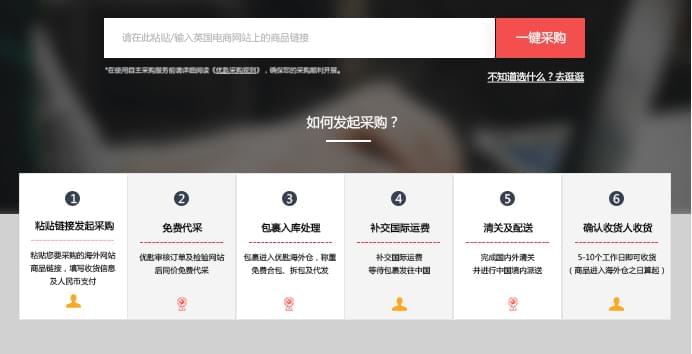 请在此粘贴/输入英国电商网站上的商品链接
一键采购
*在使用自主采购服务前请详细阅读《优匙采购规则》，确保您的采购顺利开展。
不知道选什么？去逛逛
如何发起采购？
1
粘贴链接发起采购
粘贴您要采购的海外网站
商品链接，填写收货信息
及人民币支付
2
免费代采
优匙审核订单及检验网站
后同价免费代采
3
包裹入库处理
包裹进入优匙海外仓，称重
免费合包、拆包及代发
4
补交国际运费
补交国际运费
等待包裹发往中国
5
清关及配送
完成国内外清关
并进行中国境内派送
6
确认收货人收货
5-10个工作日即可收货
（商品进入海外仓之日算起）